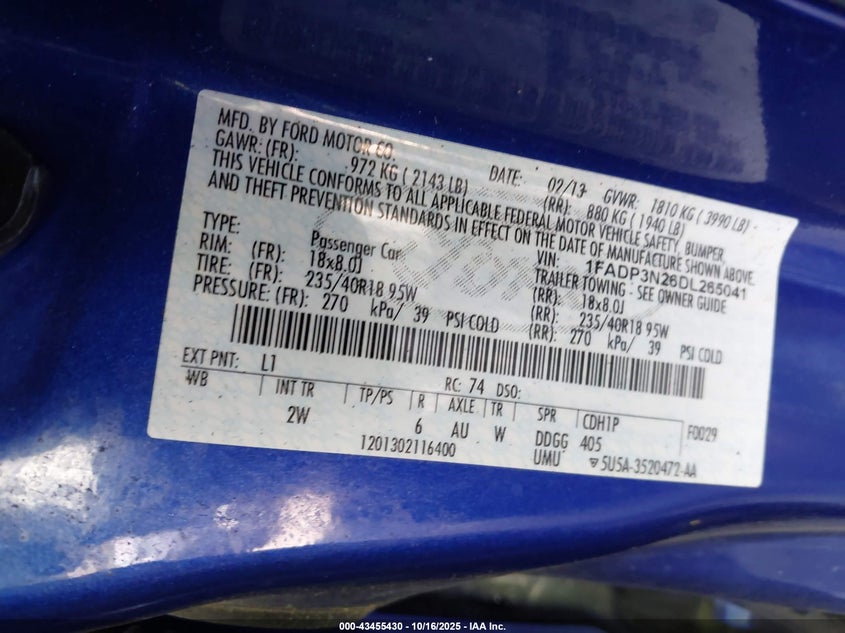 MFD. BY FORD MOTOR CO. DATE: 02/13 GVWR: 1810 KG ( 3990 LB)
GAWR: (FR): 972 KG ( 2143 LB) (RR): 880 KG ( 1940 LB)
THIS VEHICLE CONFORMS TO ALL APPLICABLE FEDERAL MOTOR VEHICLE SAFETY, BUMPER,
AND THEFT PREVENTION STANDARDS IN EFFECT ON THE DATE OF MANUFACTURE SHOWN ABOVE.
VIN: 1FADP3N26DL265041
TYPE: Passenger Car TRAILER TOWING - SEE OWNER GUIDE
RIM: (FR): 18x8.0J (RR): 18x8.0J
TIRE: (FR): 235/40R18 95W (RR): 235/40R18 95W
PRESSURE: (FR): 270 kPa/ 39 PSI COLD (RR): 270 kPa/ 39 PSI COLD
EXT PNT: L1 RC: 74 DSO: F0029
WB INT TR TP/PS R AXLE TR SPR CDH1P
2W 6 AU W DDGG 405
1201302116400 UMU 5U5A-3520472-AA
000-43455430 - 10/16/2025 - IAA Inc.